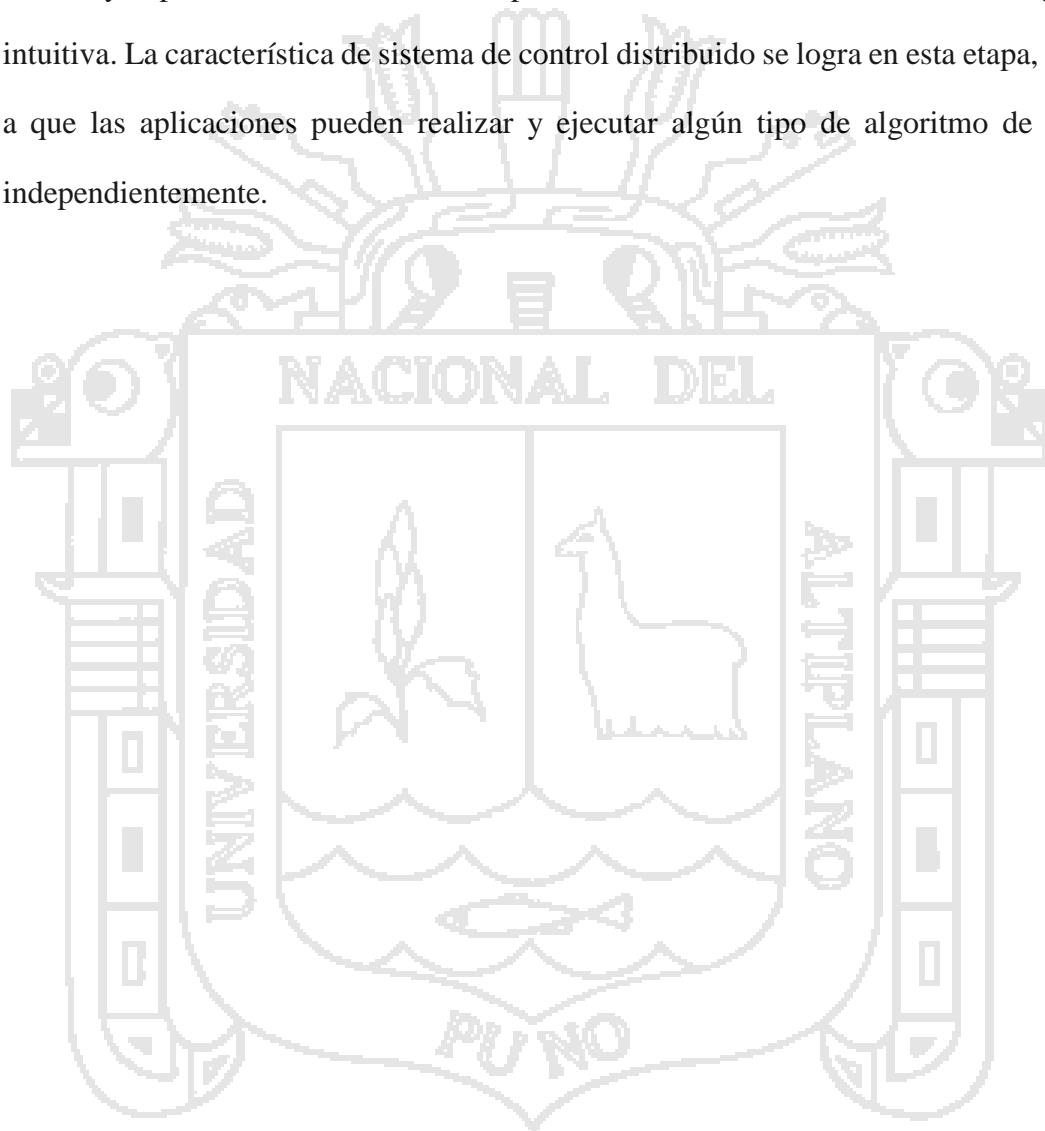 intuitiva. La característica de sistema de control distribuido se logra en esta etapa,
a que las aplicaciones pueden realizar y ejecutar algún tipo de algoritmo de
independientemente.
NACIONAL DEL
UNIVERSIDAD
ALTIPLANO
PUNO